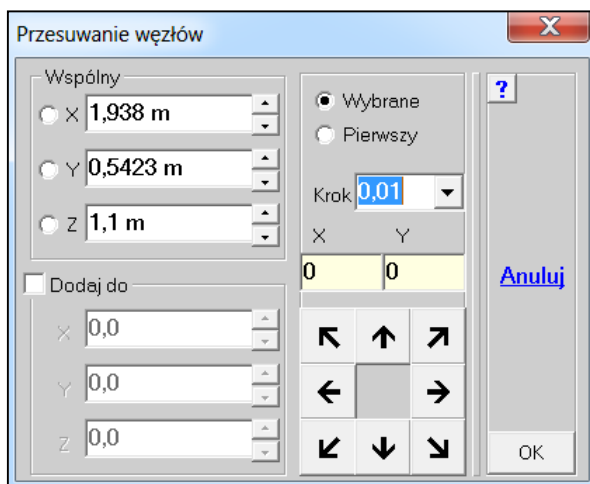 Przesuwanie węzłów
Wspólny
X 1,938 m
Y 0,5423 m
Z 1,1 m
Dodaj do
X 0,0
Y 0,0
Z 0,0
Wybrane
Pierwszy
Krok 0,01
X Y
0 0
?
Anuluj
OK